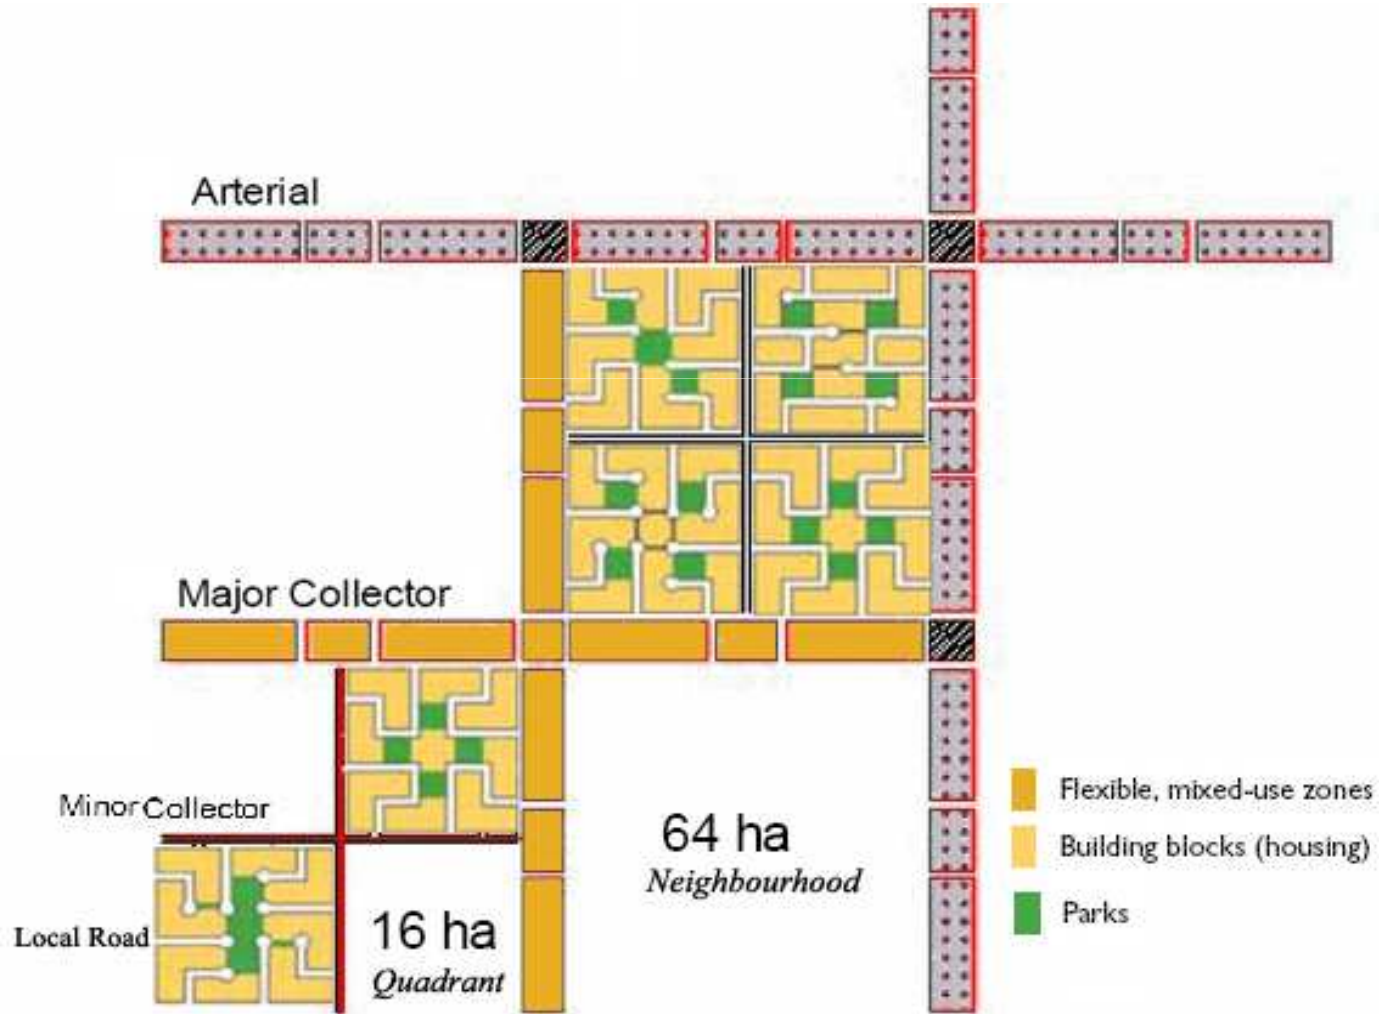 Arterial
Major Collector
Minor Collector
Local Road
64 ha
Neighbourhood
16 ha
Quadrant
Flexible, mixed-use zones
Building blocks (housing)
Parks